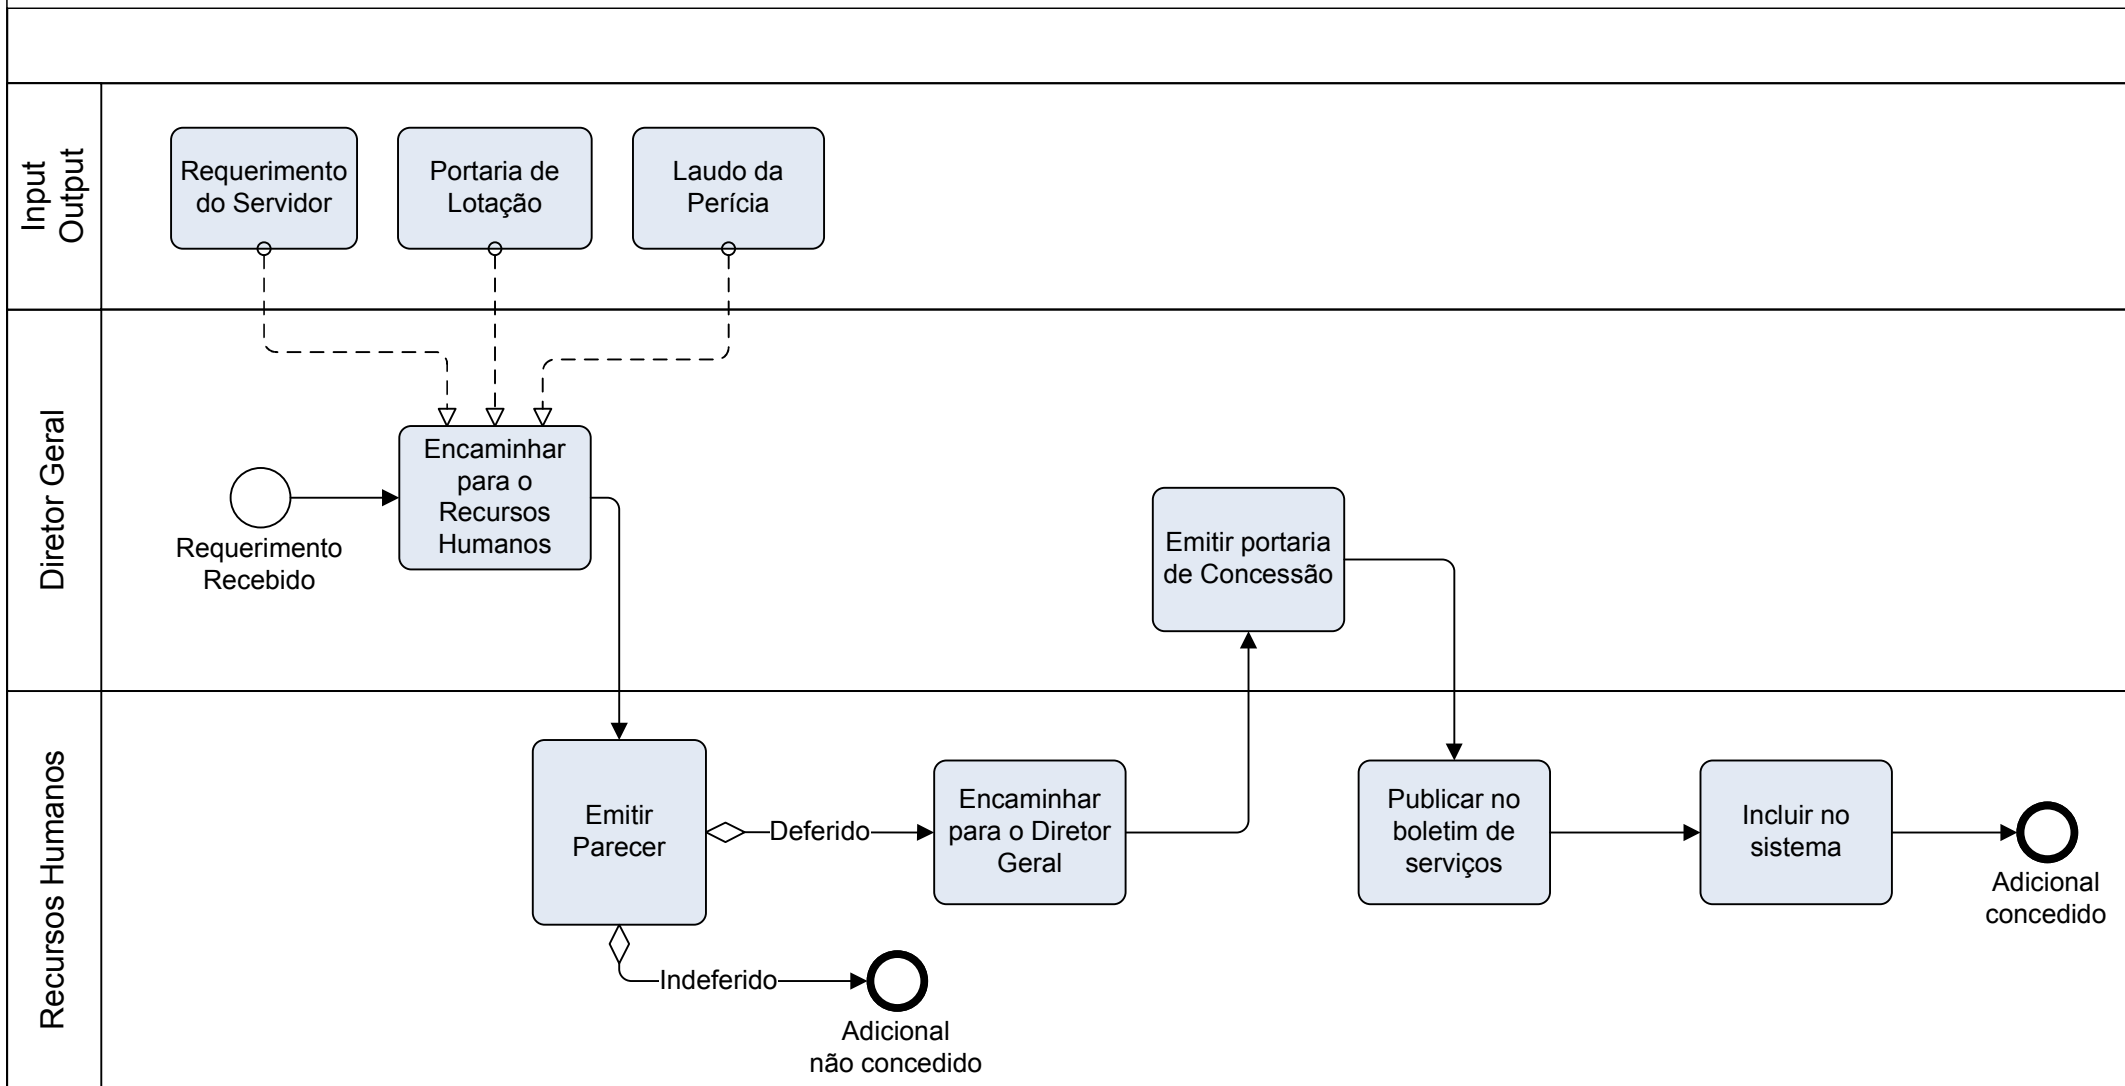 Input
Output
Requerimento
do Servidor
Portaria de
Lotação
Laudo da
Perícia
Diretor Geral
Requerimento
Recebido
Encaminhar
para o
Recursos
Humanos
Emitir portaria
de Concessão
Recursos Humanos
Emitir
Parecer
Deferido
Indeferido
Adicional
não concedido
Encaminhar
para o Diretor
Geral
Publicar no
boletim de
serviços
Incluir no
sistema
Adicional
concedido